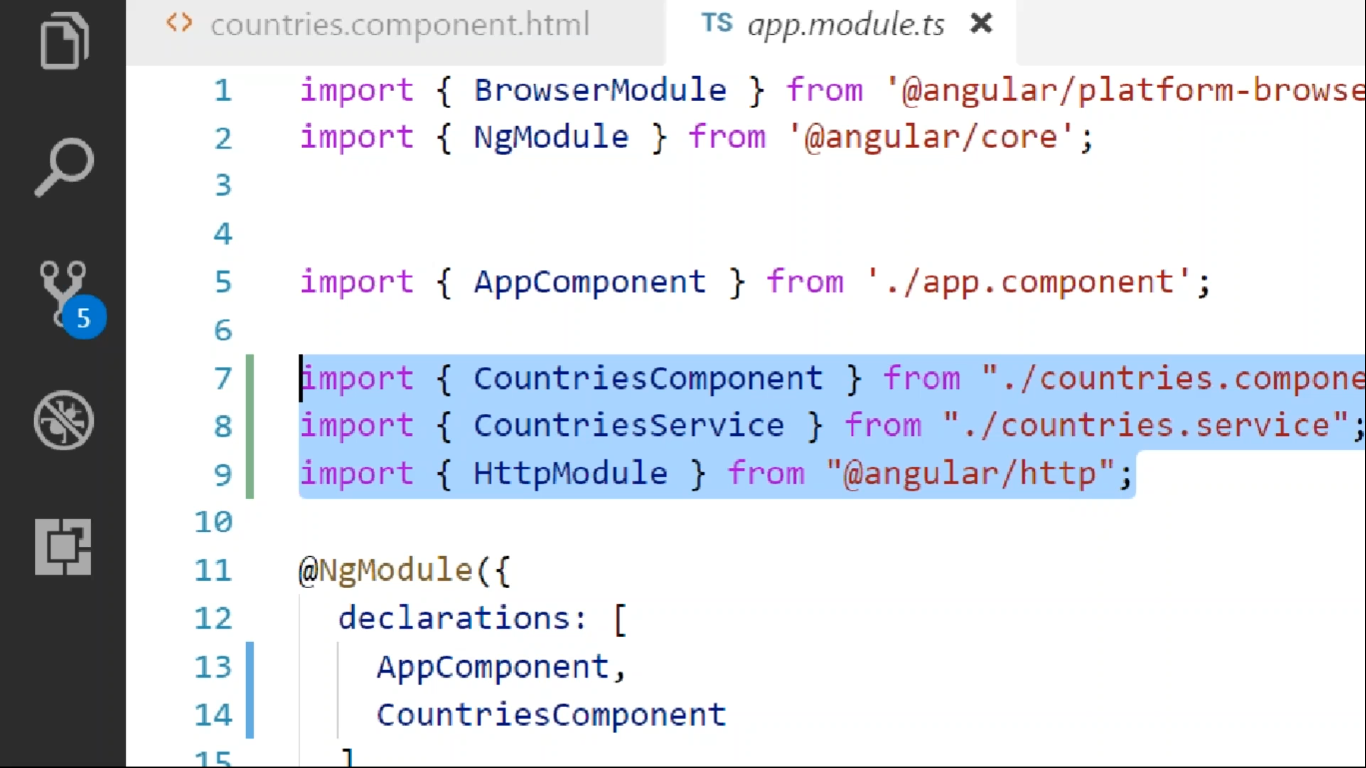 countries.component.html
TS app.module.ts
1 import { BrowserModule } from '@angular/platform-browse
2 import { NgModule } from '@angular/core';
3
4
5 import { AppComponent } from './app.component';
6
7 import { CountriesComponent } from "./countries.compone
8 import { CountriesService } from "./countries.service";
9 import { HttpModule } from "@angular/http";
10
11 @NgModule({
12 declarations: [
13 AppComponent,
14 CountriesComponent
15 ]
5